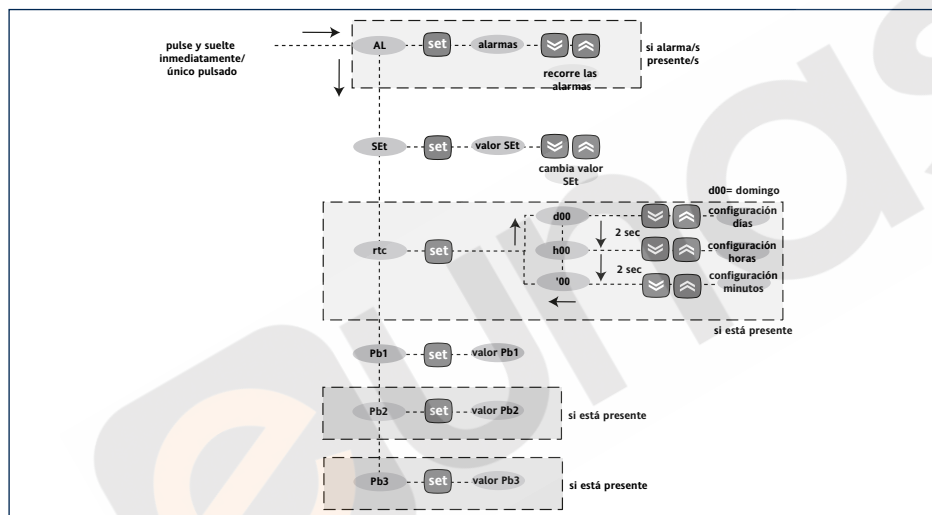 pulse y suelte
inmediatamente/
único pulsado
AL
set
alarmas
recorre las
alarmas
si alarma/s
presente/s
SEt
set
valor SEt
cambia valor
SEt
d00= domingo
rtc
set
d00
configuración
días
2 sec
h00
configuración
horas
2 sec
'00
configuración
minutos
si está presente
Pb1
set
valor Pb1
Pb2
set
valor Pb2
si está presente
Pb3
set
valor Pb3
si está presente
eunas